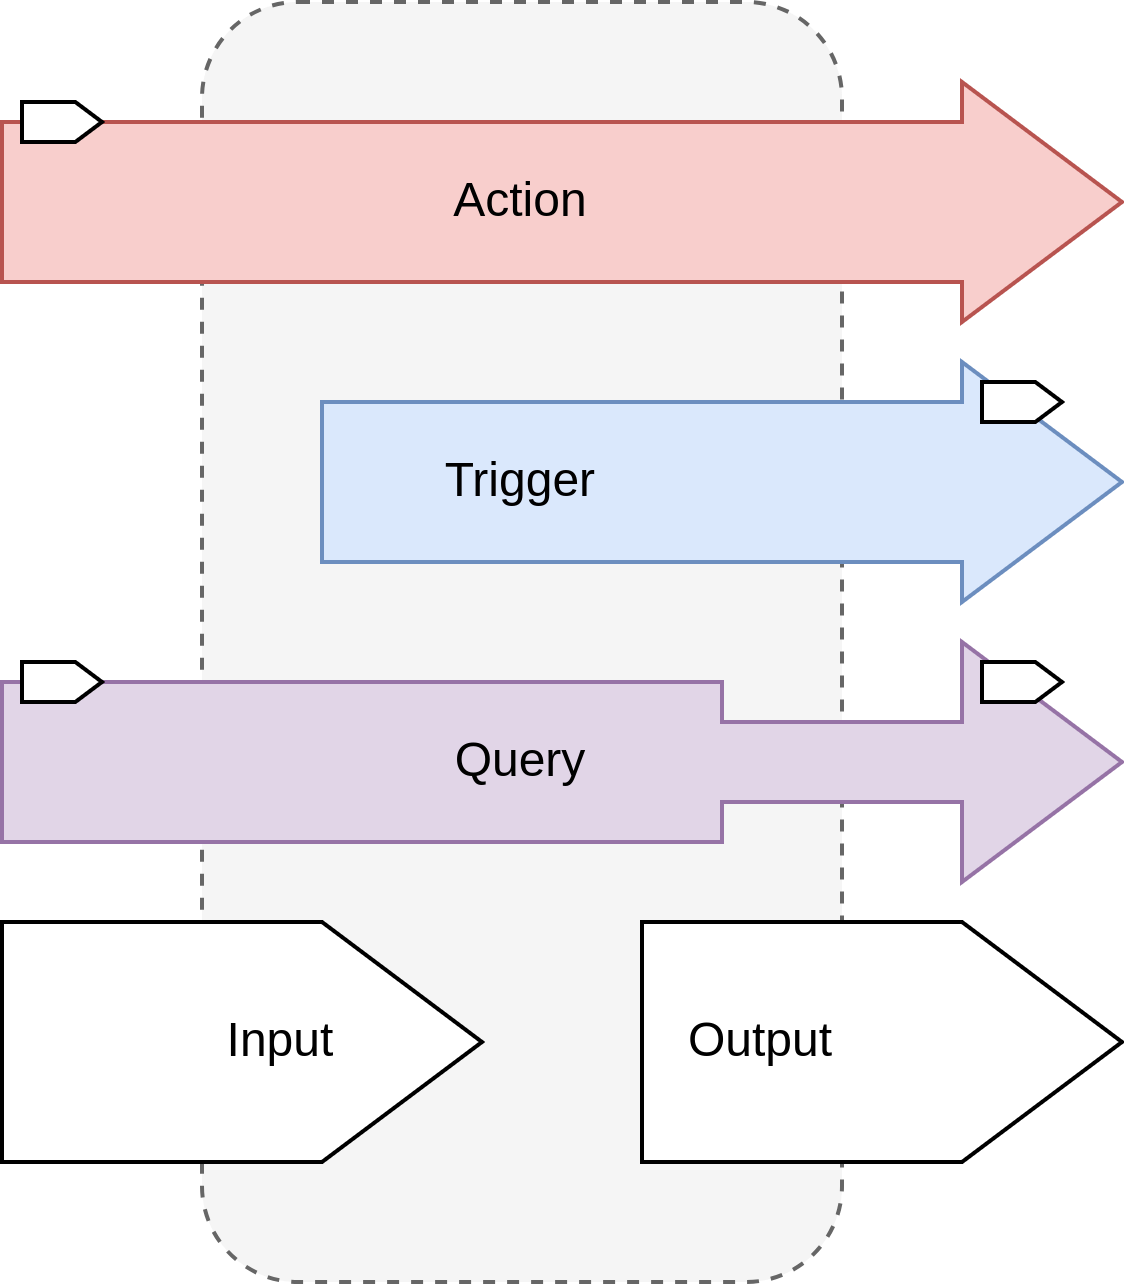 Action
Trigger
Query
Input
Output